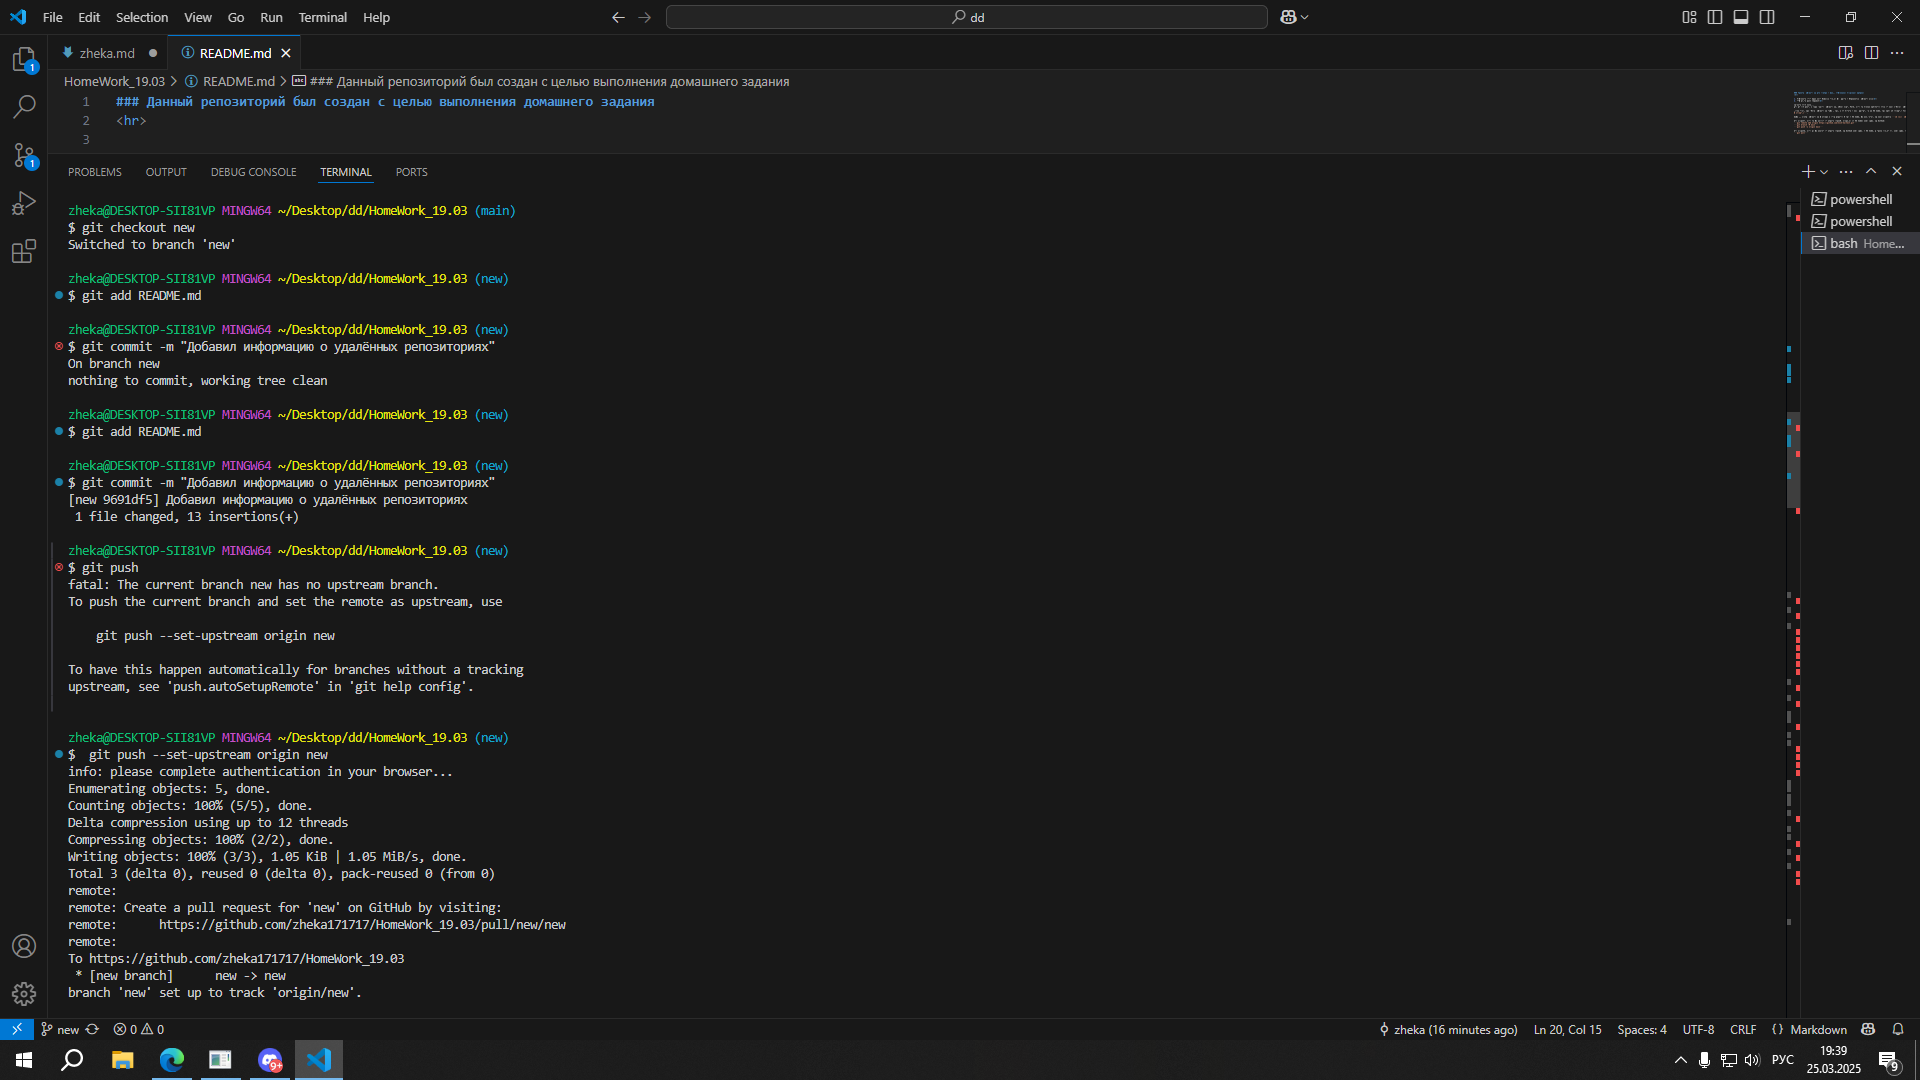 File Edit Selection View Go Run Terminal Help
dd
zheka.md
README.md
HomeWork_19.03 > README.md > ### Данный репозиторий был создан с целью выполнения домашнего задания
1 ### Данный репозиторий был создан с целью выполнения домашнего задания
2 <hr>
3
PROBLEMS OUTPUT DEBUG CONSOLE TERMINAL PORTS
powershell
powershell
bash Home...
zheka@DESKTOP-SII81VP MINGW64 ~/Desktop/dd/HomeWork_19.03 (main)
$ git checkout new
Switched to branch 'new'
zheka@DESKTOP-SII81VP MINGW64 ~/Desktop/dd/HomeWork_19.03 (new)
$ git add README.md
zheka@DESKTOP-SII81VP MINGW64 ~/Desktop/dd/HomeWork_19.03 (new)
$ git commit -m "Добавил информацию о удалённых репозиториях"
On branch new
nothing to commit, working tree clean
zheka@DESKTOP-SII81VP MINGW64 ~/Desktop/dd/HomeWork_19.03 (new)
$ git add README.md
zheka@DESKTOP-SII81VP MINGW64 ~/Desktop/dd/HomeWork_19.03 (new)
$ git commit -m "Добавил информацию о удалённых репозиториях"
[new 9691df5] Добавил информацию о удалённых репозиториях
1 file changed, 13 insertions(+)
zheka@DESKTOP-SII81VP MINGW64 ~/Desktop/dd/HomeWork_19.03 (new)
$ git push
fatal: The current branch new has no upstream branch.
To push the current branch and set the remote as upstream, use
git push --set-upstream origin new
To have this happen automatically for branches without a tracking
upstream, see 'push.autoSetupRemote' in 'git help config'.
zheka@DESKTOP-SII81VP MINGW64 ~/Desktop/dd/HomeWork_19.03 (new)
$ git push --set-upstream origin new
info: please complete authentication in your browser...
Enumerating objects: 5, done.
Counting objects: 100% (5/5), done.
Delta compression using up to 12 threads
Compressing objects: 100% (2/2), done.
Writing objects: 100% (3/3), 1.05 KiB | 1.05 MiB/s, done.
Total 3 (delta 0), reused 0 (delta 0), pack-reused 0 (from 0)
remote:
remote: Create a pull request for 'new' on GitHub by visiting:
remote: https://github.com/zheka171717/HomeWork_19.03/pull/new/new
remote:
To https://github.com/zheka171717/HomeWork_19.03
* [new branch] new -> new
branch 'new' set up to track 'origin/new'.
1
1
new 0 0 zheka (16 minutes ago) Ln 20, Col 15 Spaces: 4 UTF-8 CRLF {} Markdown
9+
РУС
19:39
25.03.2025
9